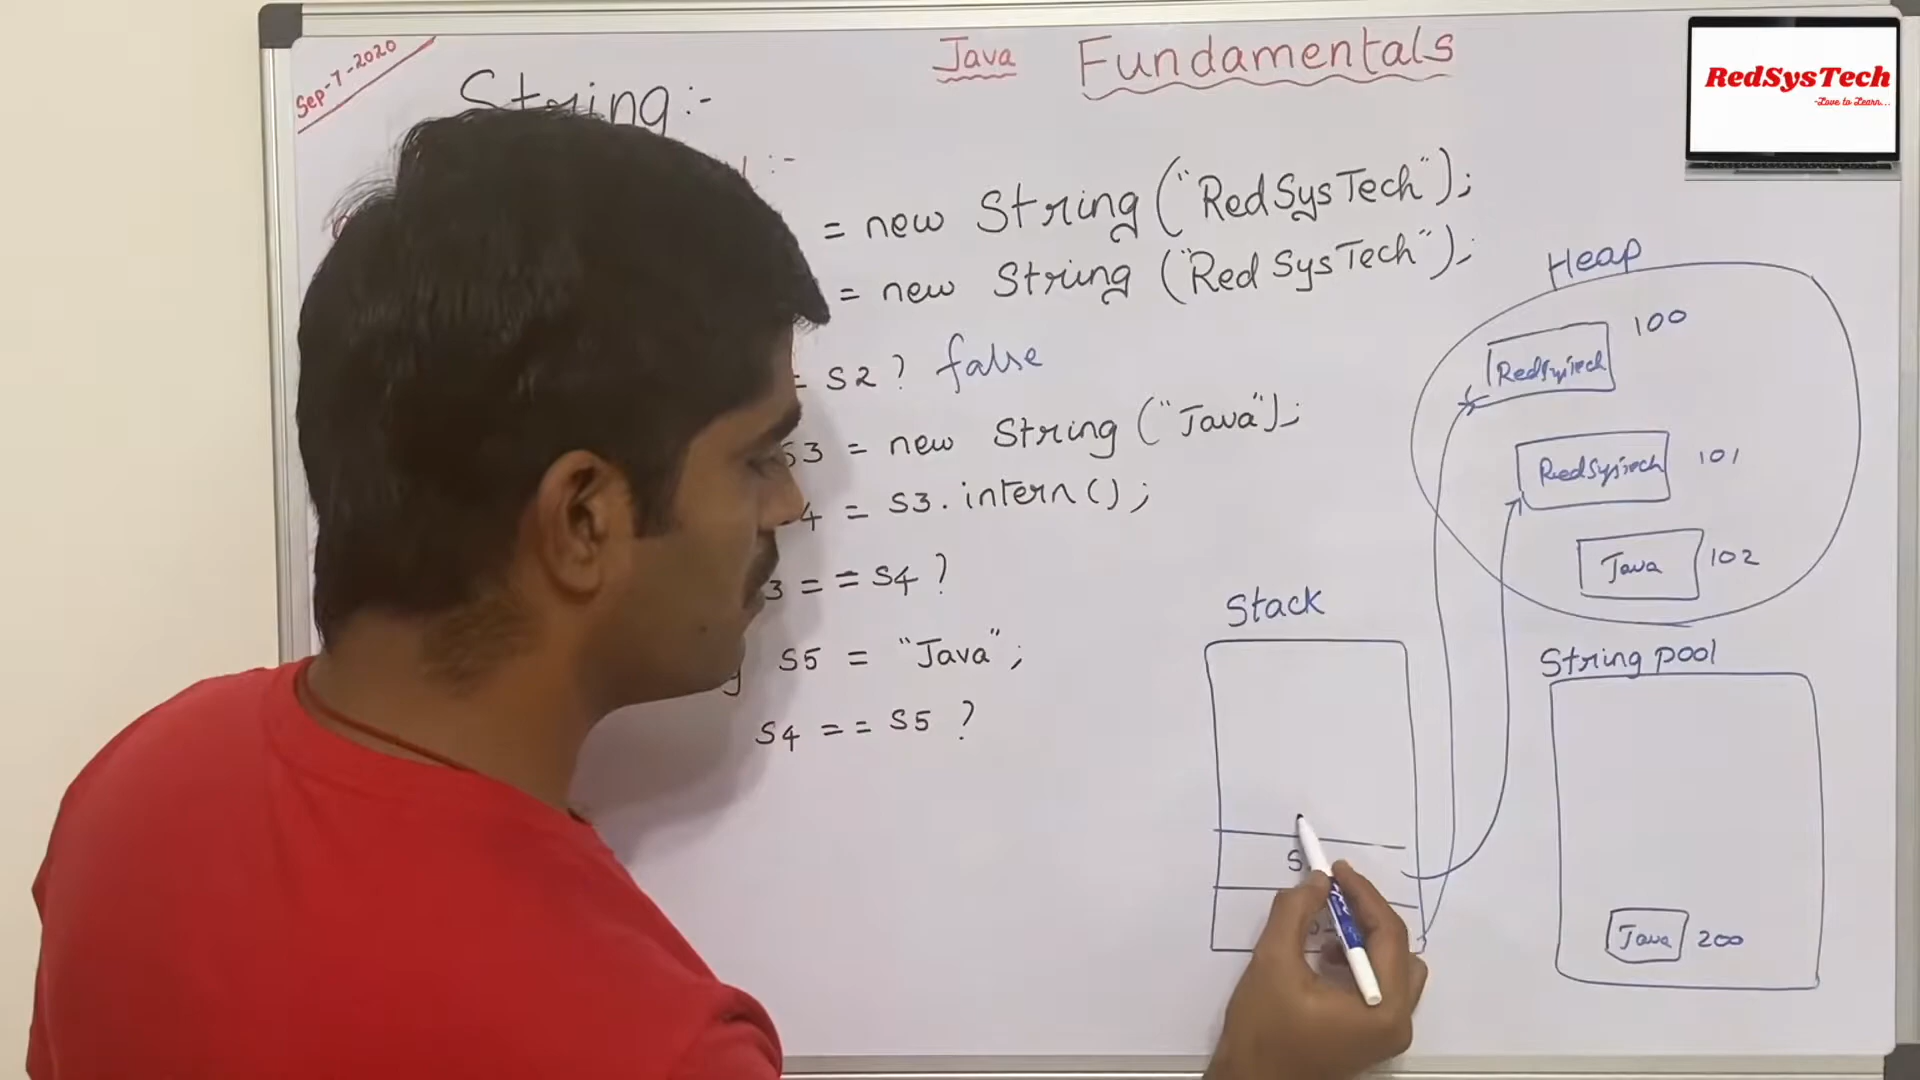 Sep-7-2020
Java Fundamentals
String:-
RedSysTech
-Love to Learn...
:-
= new String ("RedSysTech");
= new String ("RedSysTech");
= S2 ? false
S3 = new String ("Java");
4 = S3.intern();
3 == S4 ?
S5 = "Java";
S4 == S5 ?
Heap
RedSysTech 100
RedSysTech 101
Java 102
Stack
S
String pool
Java 200